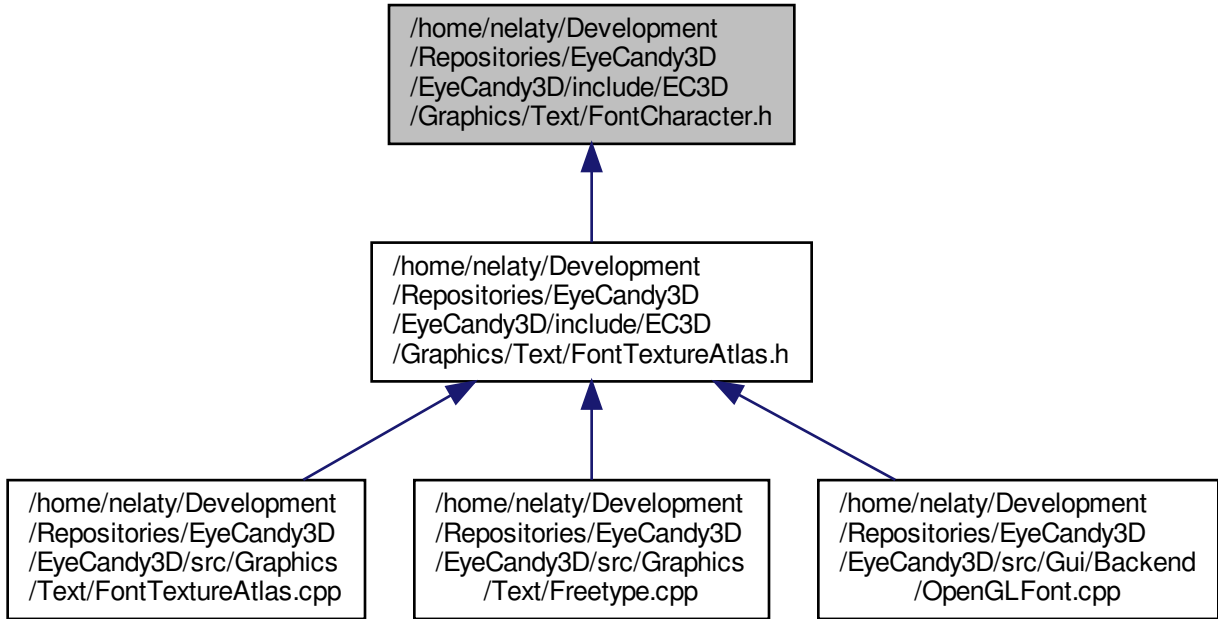 /home/nelaty/Development
/Repositories/EyeCandy3D
/EyeCandy3D/include/EC3D
/Graphics/Text/FontCharacter.h
/home/nelaty/Development
/Repositories/EyeCandy3D
/EyeCandy3D/include/EC3D
/Graphics/Text/FontTextureAtlas.h
/home/nelaty/Development
/Repositories/EyeCandy3D
/EyeCandy3D/src/Graphics
/Text/FontTextureAtlas.cpp
/home/nelaty/Development
/Repositories/EyeCandy3D
/EyeCandy3D/src/Graphics
/Text/Freetype.cpp
/home/nelaty/Development
/Repositories/EyeCandy3D
/EyeCandy3D/src/Gui/Backend
/OpenGLFont.cpp